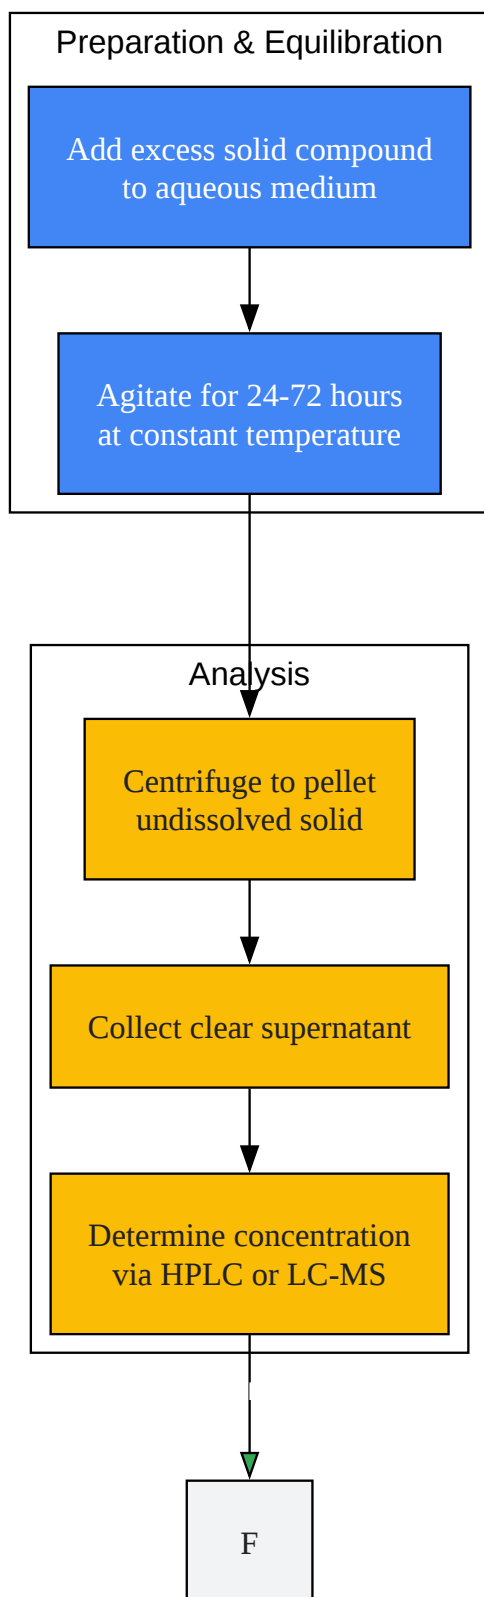 Preparation & Equilibration
Add excess solid compound
to aqueous medium
Agitate for 24-72 hours
at constant temperature
Analysis
Centrifuge to pellet
undissolved solid
Collect clear supernatant
Determine concentration
via HPLC or LC-MS
F